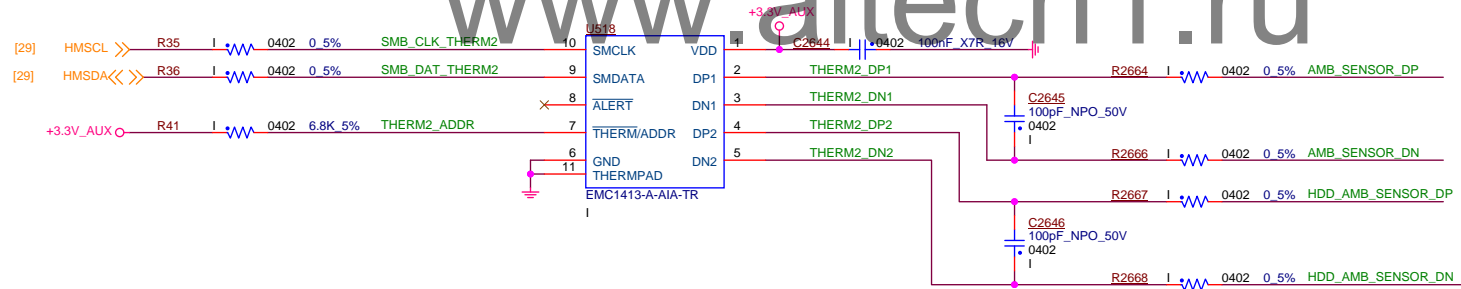 www.aitech1.ru
+3.3V_AUX
U518
[29] HMSCL R35 I 0402 0_5% SMB_CLK_THERM2 10 SMCLK VDD 1 C2644 I 0402 100nF_X7R_16V
[29] HMSDA R36 I 0402 0_5% SMB_DAT_THERM2 9 SMDATA DP1 2 THERM2_DP1 R2664 I 0402 0_5% AMB_SENSOR_DP
8 ALERT DN1 3 THERM2_DN1
C2645
100pF_NPO_50V
0402
I
+3.3V_AUX R41 I 0402 6.8K_5% THERM2_ADDR 7 THERM/ADDR DP2 4 THERM2_DP2
6 GND DN2 5 THERM2_DN2 R2666 I 0402 0_5% AMB_SENSOR_DN
11 THERMPAD
EMC1413-A-AIA-TR
I
R2667 I 0402 0_5% HDD_AMB_SENSOR_DP
C2646
100pF_NPO_50V
0402
I
R2668 I 0402 0_5% HDD_AMB_SENSOR_DN